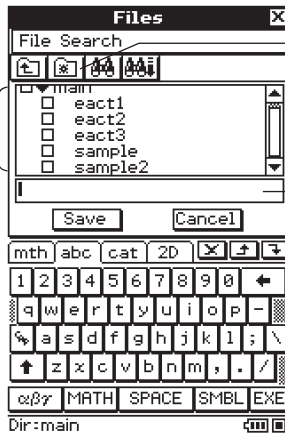 Files
File Search
main
eact1
eact2
eact3
sample
sample2
Save Cancel
mth abc cat 2D
1 2 3 4 5 6 7 8 9 0
q w e r t y u i o p -
a s d f g h j k l ; \
z x c v b n m , . /
αβγ MATH SPACE SMBL EXE
Dir:main